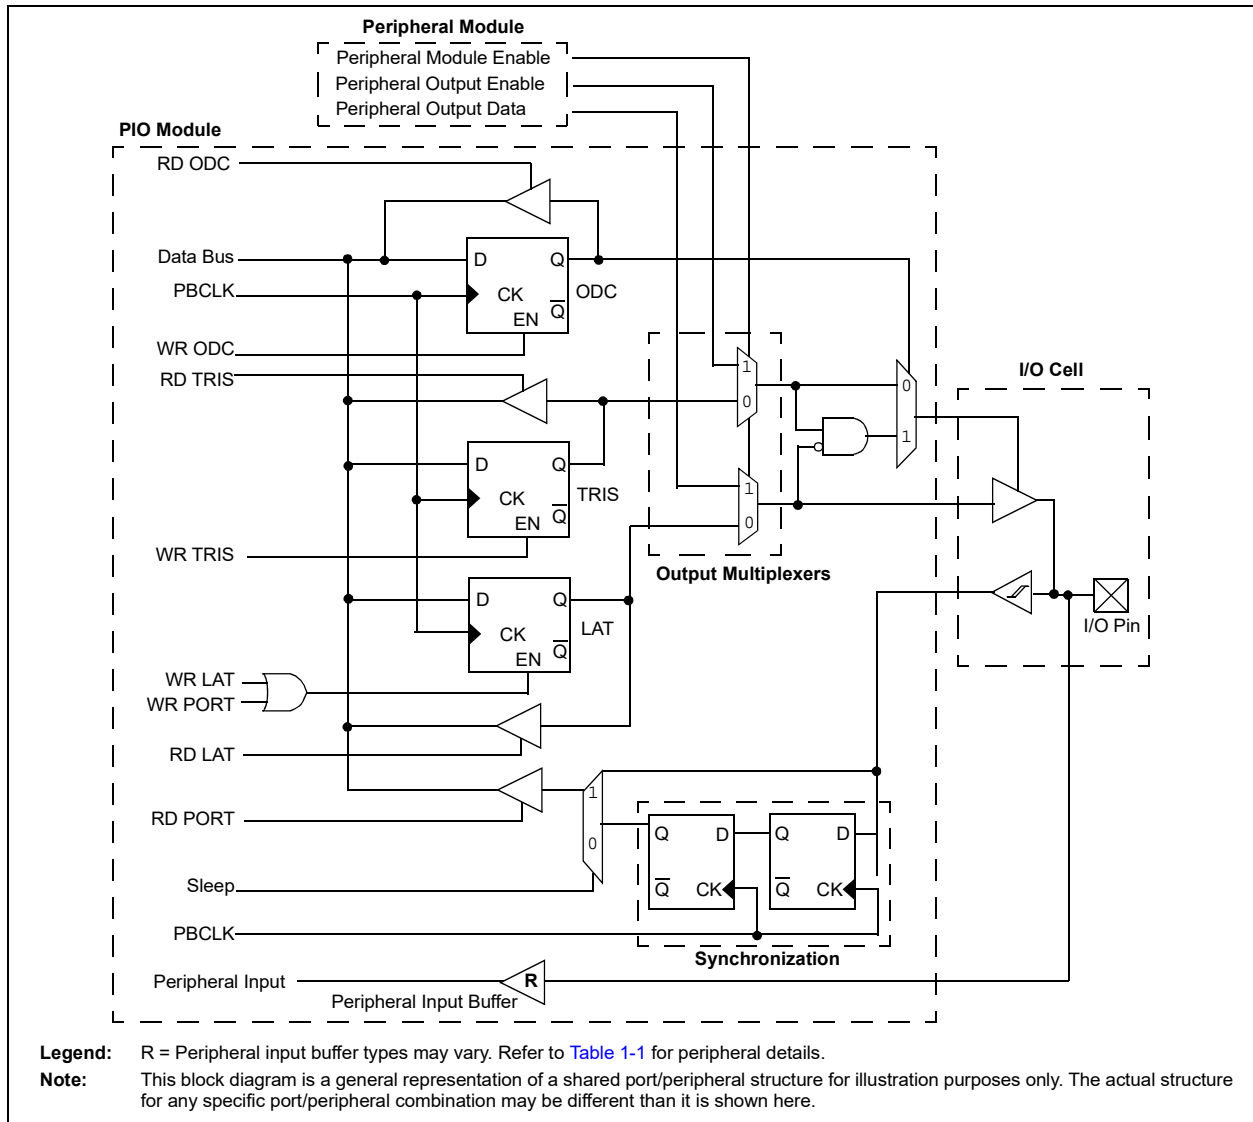 Peripheral Module
Peripheral Module Enable
Peripheral Output Enable
Peripheral Output Data
PIO Module
RD ODC
Data Bus
D
Q
PBCLK
CK
Q
ODC
EN
WR ODC
RD TRIS
1
0
0
1
I/O Cell
D
Q
CK
Q
TRIS
EN
1
0
WR TRIS
Output Multiplexers
D
Q
CK
Q
LAT
EN
I/O Pin
WR LAT
WR PORT
RD LAT
RD PORT
1
0
Q
D
Q
CK
Q
D
Q
CK
Sleep
PBCLK
Synchronization
Peripheral Input
R
Peripheral Input Buffer
Legend: R = Peripheral input buffer types may vary. Refer to Table 1-1 for peripheral details.
Note: This block diagram is a general representation of a shared port/peripheral structure for illustration purposes only. The actual structure
for any specific port/peripheral combination may be different than it is shown here.